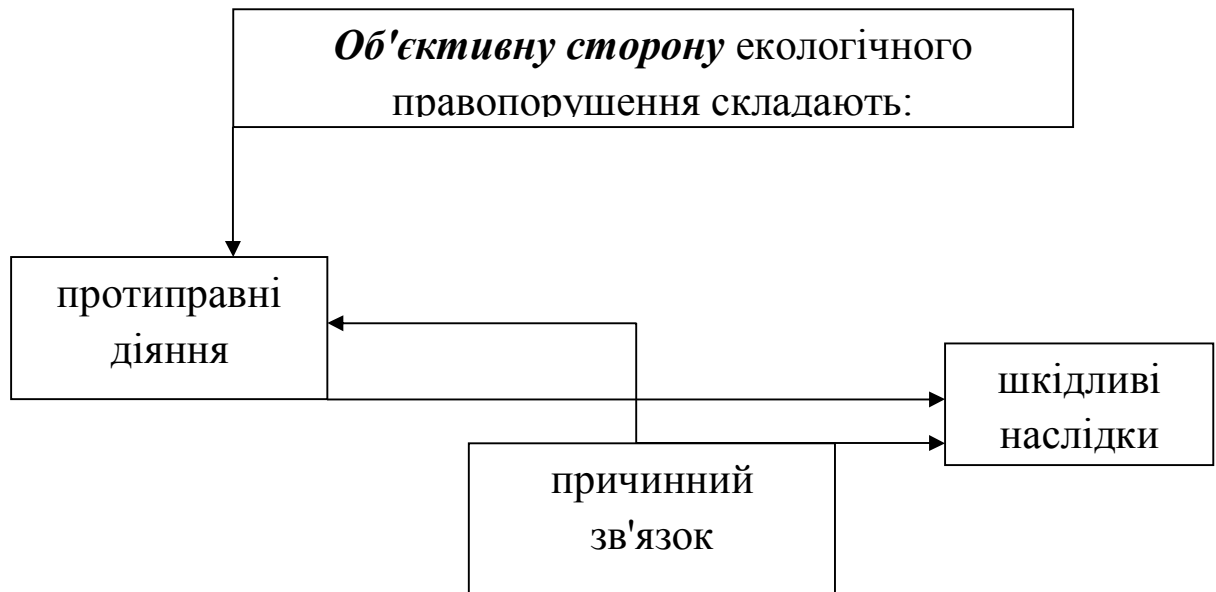 Об'єктивну сторону екологічного
правопорушення складають:
протиправні
діяння
шкідливі
наслідки
причинний
зв'язок